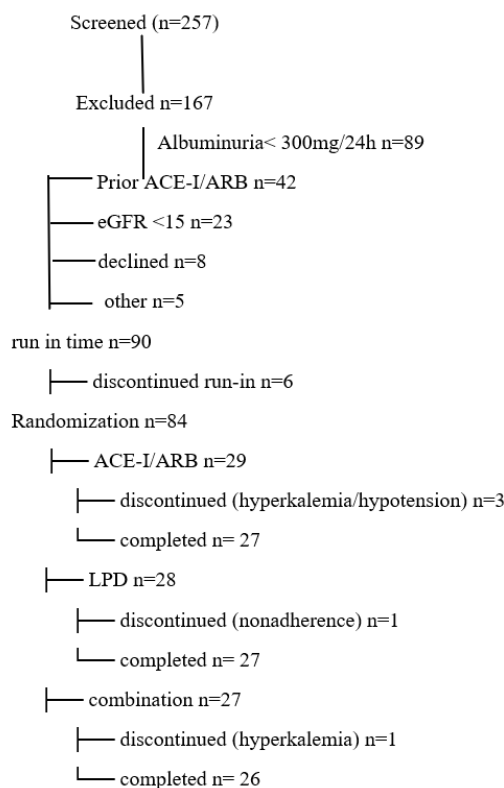 Screened (n=257)
Excluded n=167
Albuminuria< 300mg/24h n=89
Prior ACE-I/ARB n=42
eGFR <15 n=23
declined n=8
other n=5
run in time n=90
discontinued run-in n=6
Randomization n=84
ACE-I/ARB n=29
discontinued (hyperkalemia/hypotension) n=3
completed n= 27
LPD n=28
discontinued (nonadherence) n=1
completed n= 27
combination n=27
discontinued (hyperkalemia) n=1
completed n= 26